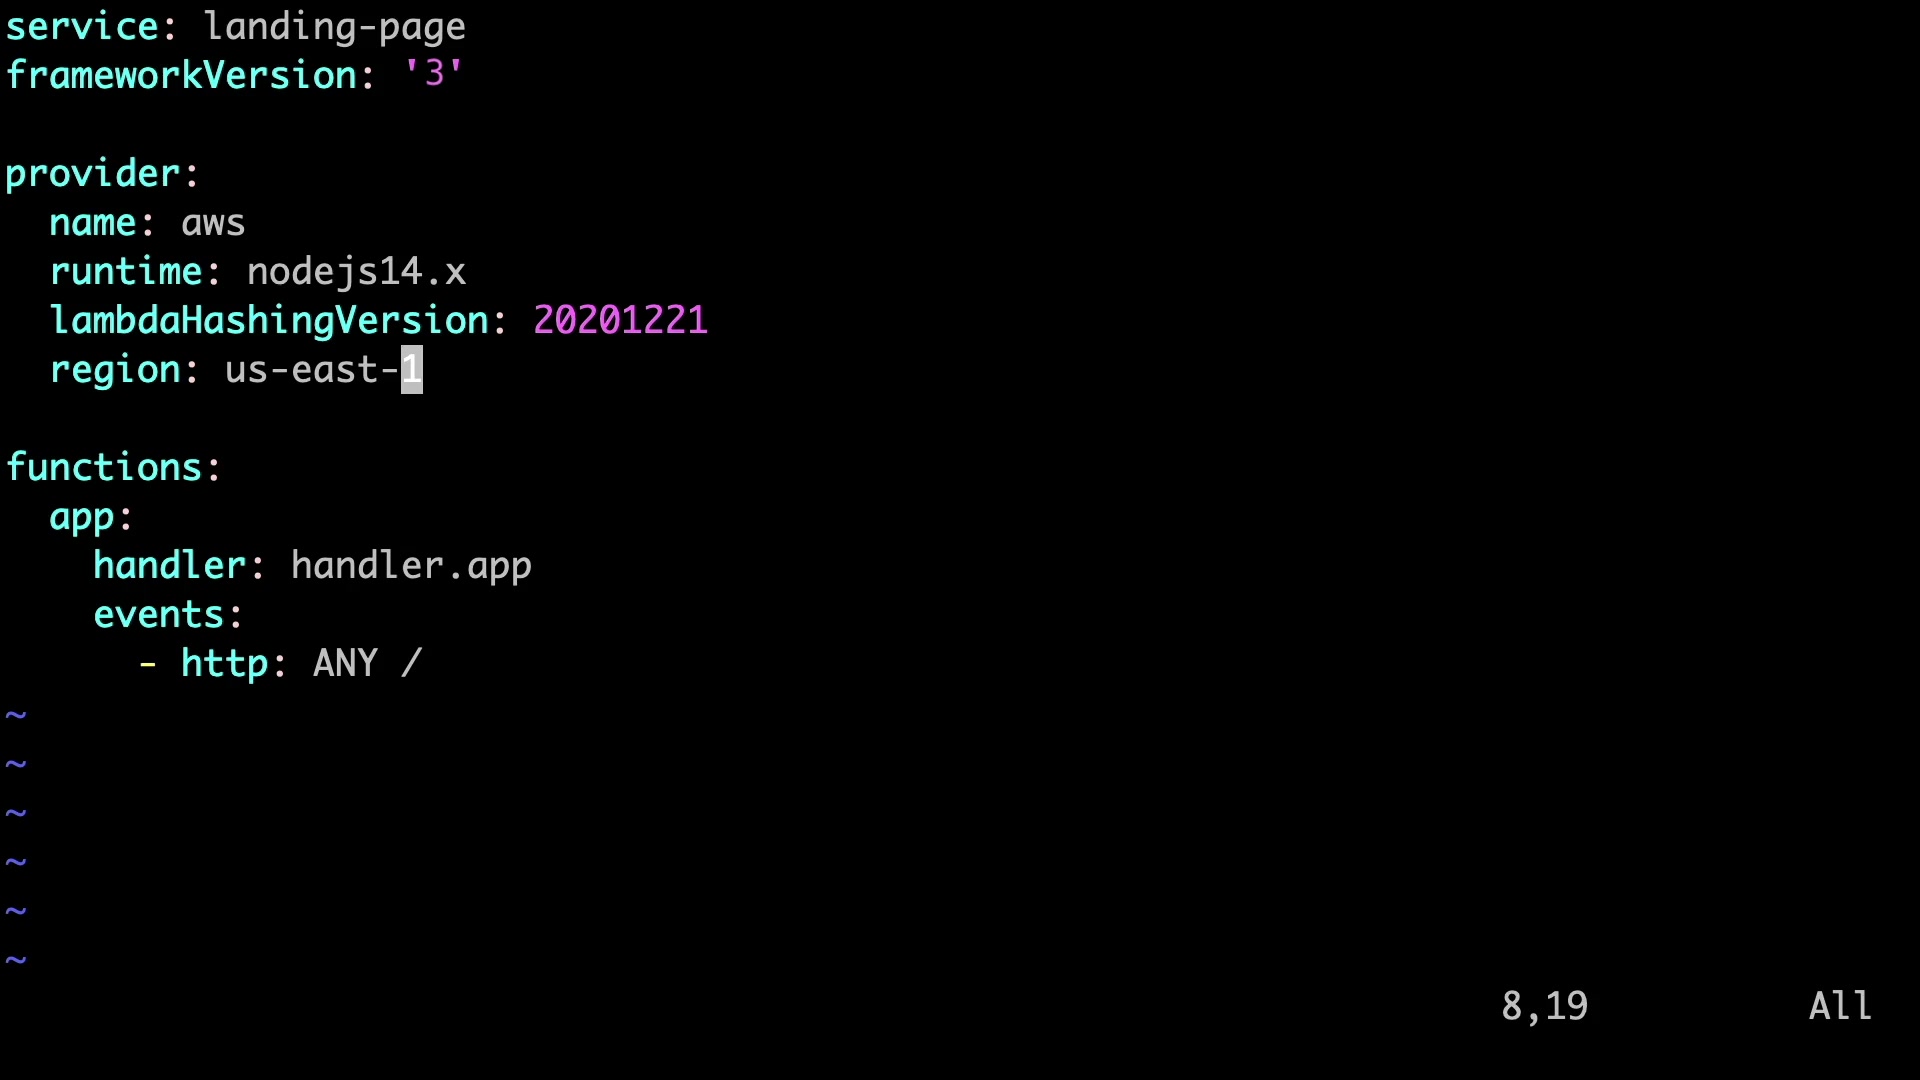 service: landing-page
frameworkVersion: '3'
provider:
  name: aws
  runtime: nodejs14.x
  lambdaHashingVersion: 20201221
  region: us-east-1
functions:
  app:
    handler: handler.app
    events:
      - http: ANY /
~
~
~
~
~
~
8,19 All